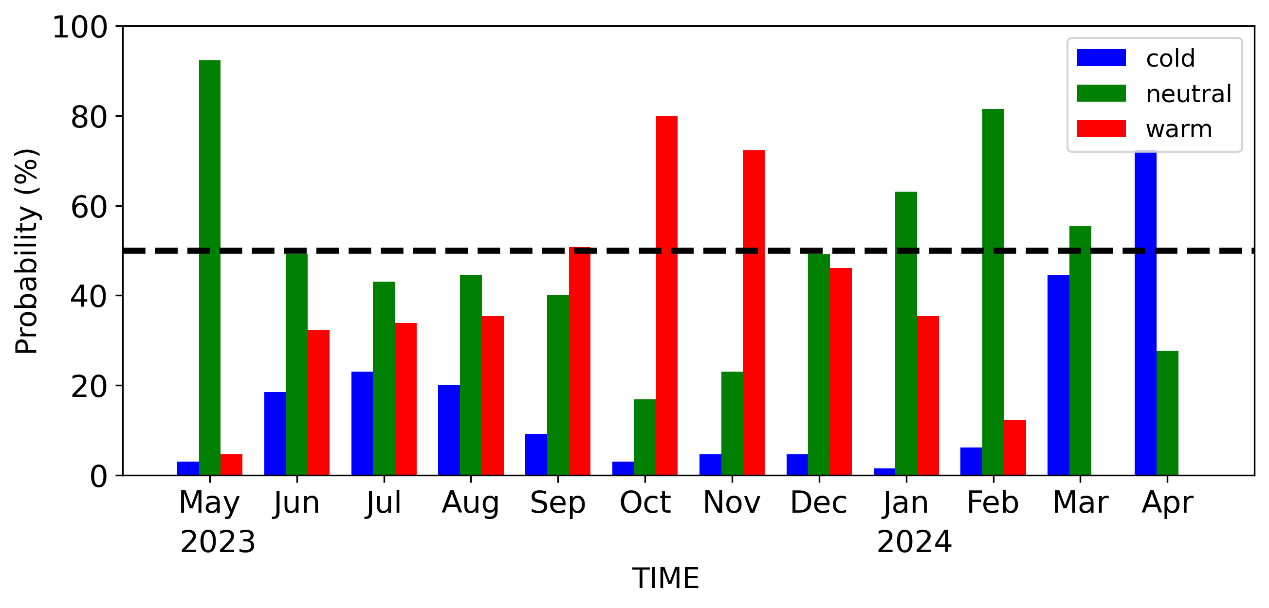 100
80
60
40
20
0
Probability (%)
cold
neutral
warm
May Jun Jul Aug Sep Oct Nov Dec Jan Feb Mar Apr
2023 2024
TIME